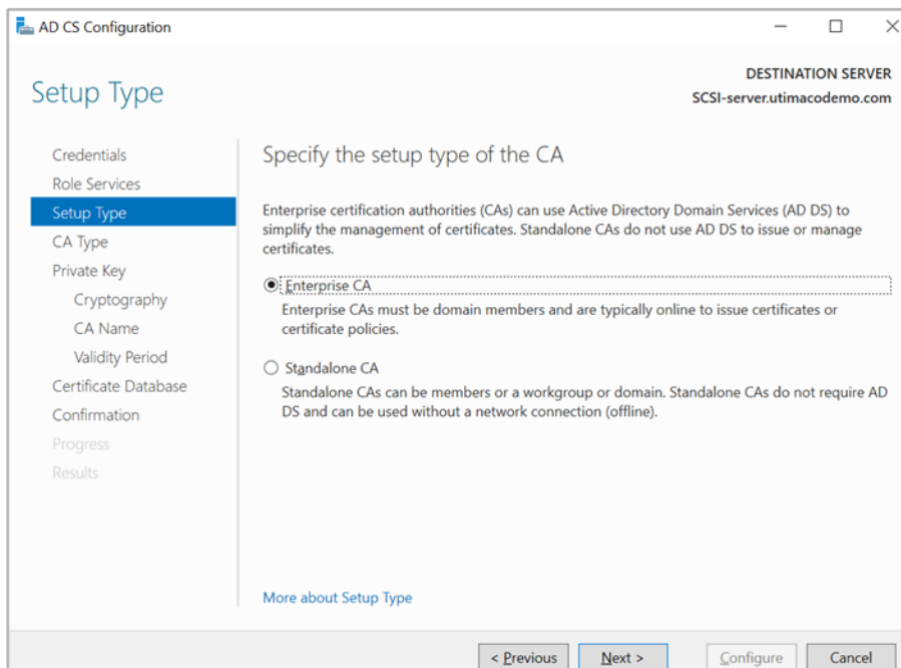 AD CS Configuration
Setup Type
DESTINATION SERVER
SCSI-server.utimacodemo.com
Credentials
Role Services
Setup Type
CA Type
Private Key
Cryptography
CA Name
Validity Period
Certificate Database
Confirmation
Progress
Results
Specify the setup type of the CA
Enterprise certification authorities (CAs) can use Active Directory Domain Services (AD DS) to
simplify the management of certificates. Standalone CAs do not use AD DS to issue or manage
certificates.
Enterprise CA
Enterprise CAs must be domain members and are typically online to issue certificates or
certificate policies.
Standalone CA
Standalone CAs can be members or a workgroup or domain. Standalone CAs do not require AD
DS and can be used without a network connection (offline).
More about Setup Type
< Previous
Next >
Configure
Cancel